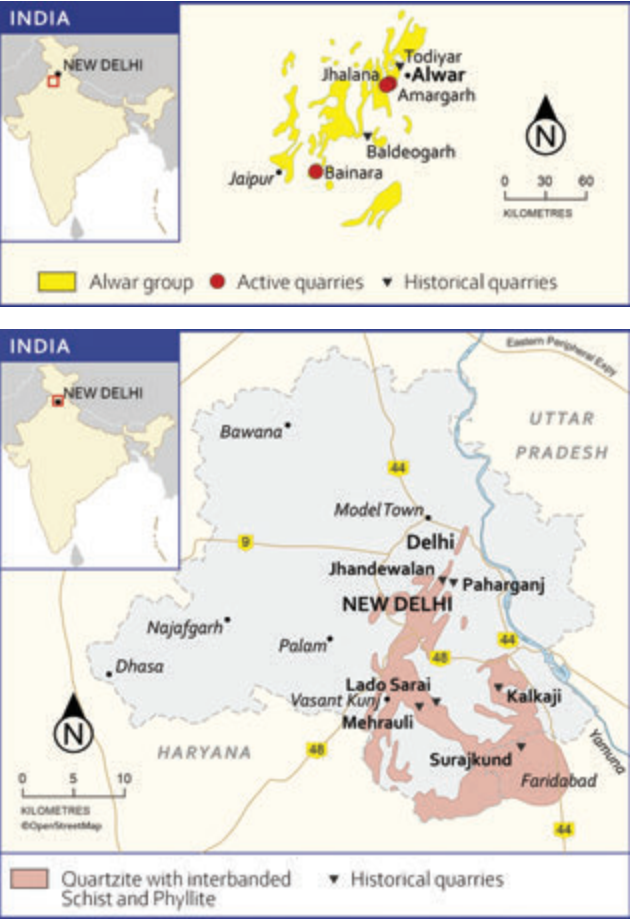 INDIA
NEW DELHI
Todiyar
Jhalana
Alwar
Amargarh
Baldeogarh
Jaipur
Bainara
N
0 30 60
KILOMETRES
Alwar group
Active quarries
Historical quarries
INDIA
NEW DELHI
Eastern Peripheral Expy
UTTAR
PRADESH
Bawana
44
Model Town
9
Delhi
Jhandewalan
Paharganj
NEW DELHI
Najafgarh
Palam
44
48
Dhasa
Lado Sarai
Vasant Kunj
Kalkaji
Mehrauli
N
HARYANA
48
Surajkund
Yamuna
Faridabad
0 5 10
KILOMETRES
©OpenStreetMap
44
Quartzite with interbanded
Schist and Phyllite
Historical quarries